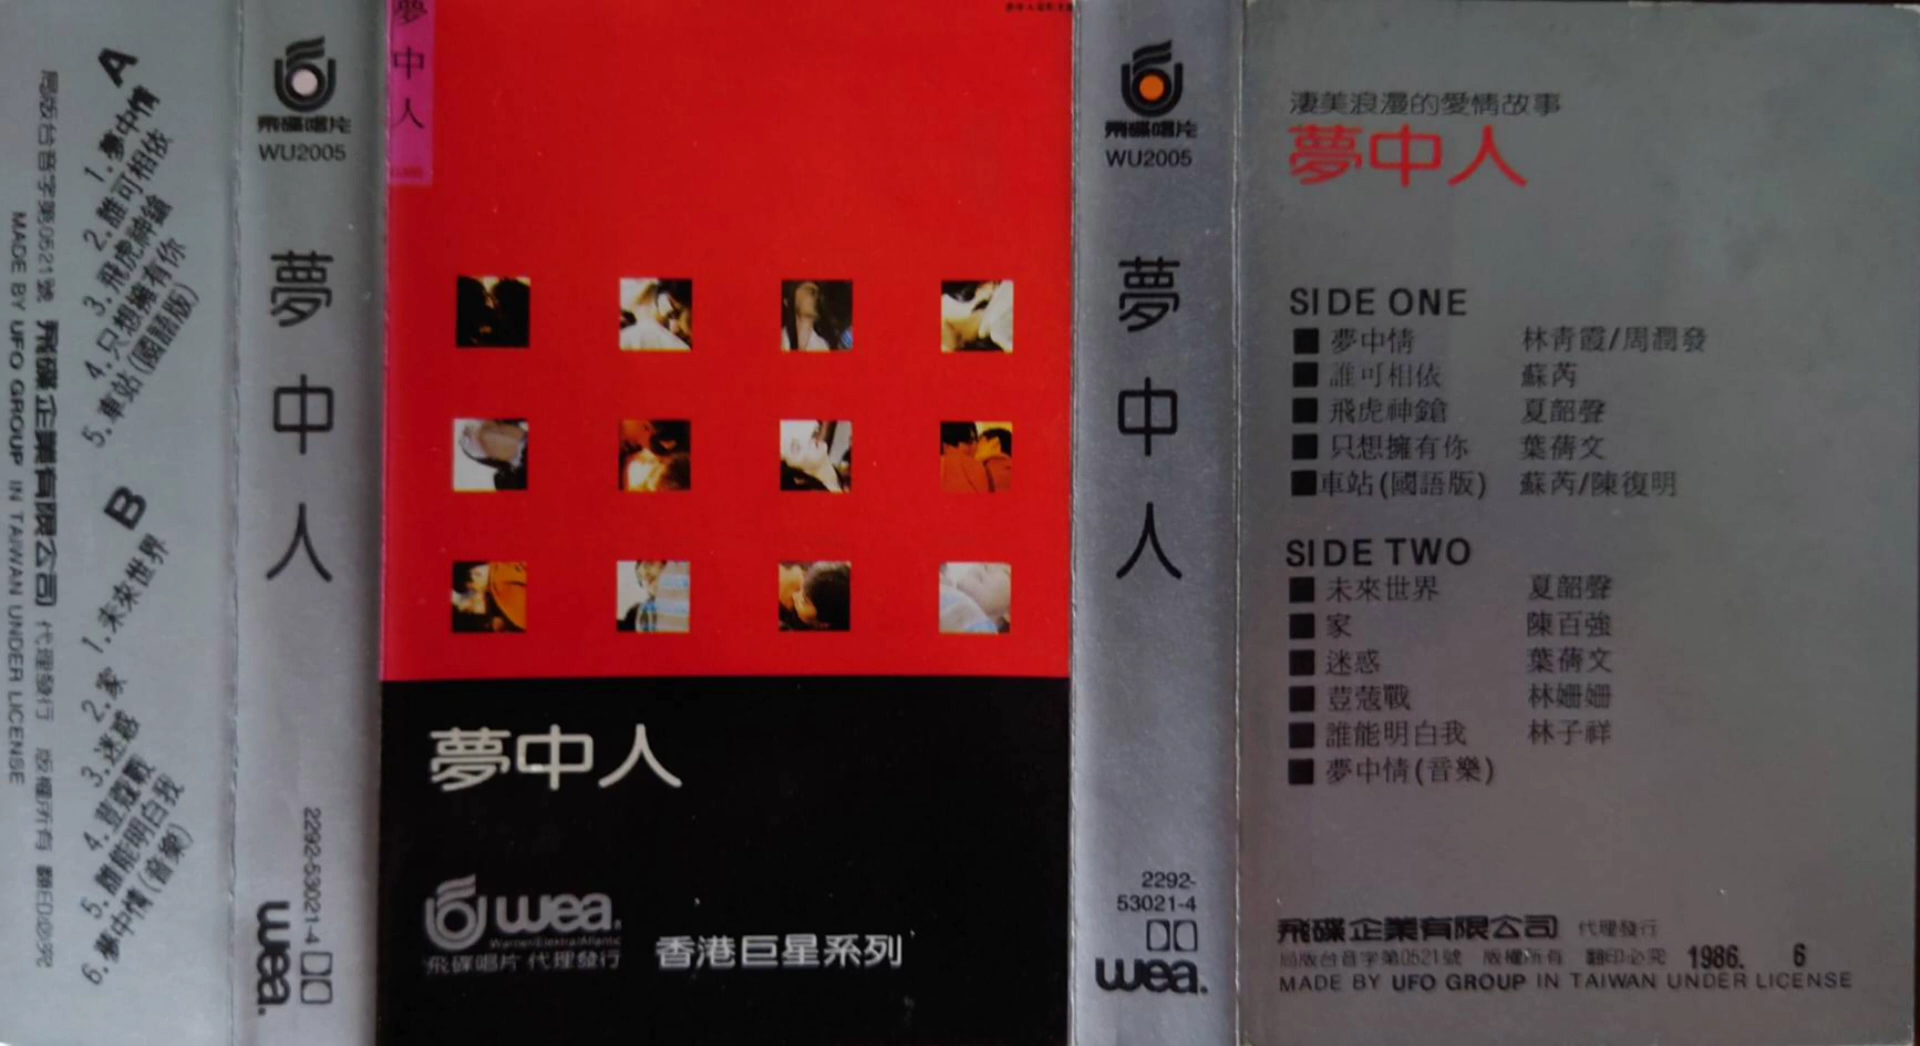 A
1. 夢中情
2. 誰可相依
3. 飛虎神鎗
4. 只想擁有你
5. 車站(國語版)
B
1. 未來世界
2. 家
3. 迷惑
4. 荳蔻戰
5. 誰能明白我
6. 夢中情(音樂)
局版台音字第0521號 飛碟企業有限公司 代理發行 版權所有 翻印必究
MADE BY UFO GROUP IN TAIWAN UNDER LICENSE
飛碟唱片
WU2005
夢中人
2292-53021-4
wea.
夢中人
夢中人
wea.
Warner/Elektra/Atlantic
飛碟唱片 代理發行
香港巨星系列
飛碟唱片
WU2005
夢中人
2292-
53021-4
wea.
淒美浪漫的愛情故事
夢中人
SIDE ONE
■ 夢中情 林青霞/周潤發
■ 誰可相依 蘇芮
■ 飛虎神鎗 夏韶聲
■ 只想擁有你 葉蒨文
■ 車站(國語版) 蘇芮/陳復明
SIDE TWO
■ 未來世界 夏韶聲
■ 家 陳百強
■ 迷惑 葉蒨文
■ 荳蔻戰 林姍姍
■ 誰能明白我 林子祥
■ 夢中情(音樂)
飛碟企業有限公司 代理發行
局版台音字第0521號 版權所有 翻印必究 1986. 6
MADE BY UFO GROUP IN TAIWAN UNDER LICENSE